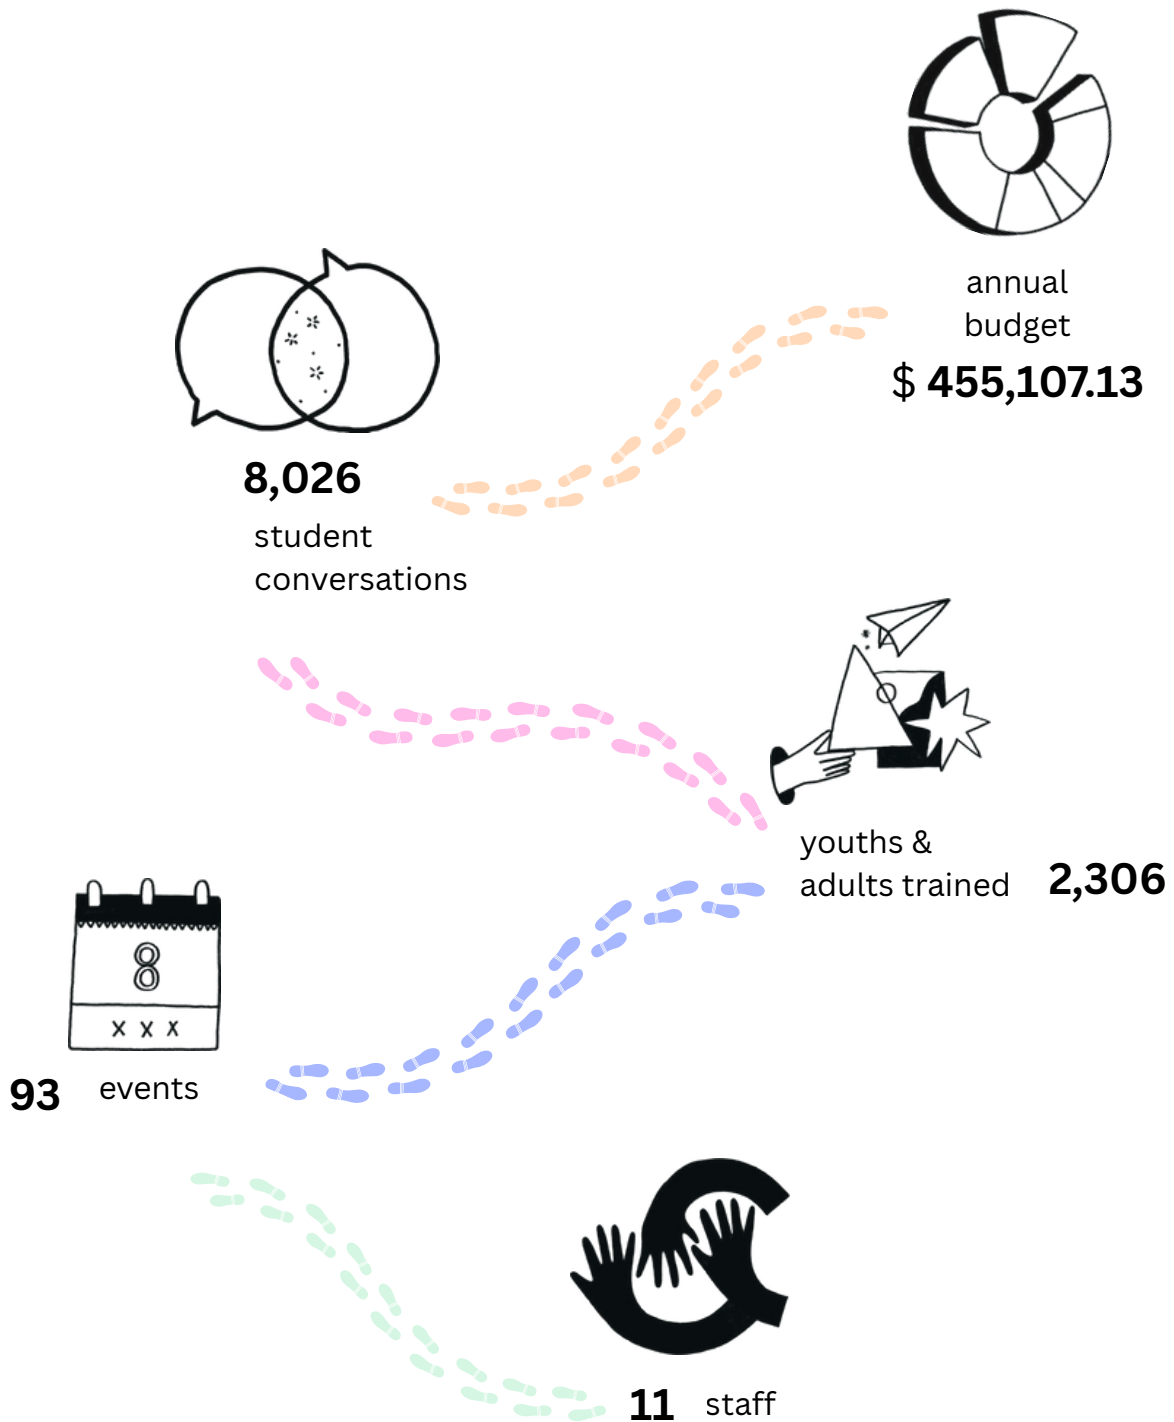 annual
budget
$ 455,107.13
8,026
student
conversations
youths &
adults trained 2,306
8
x x x
93 events
11 staff